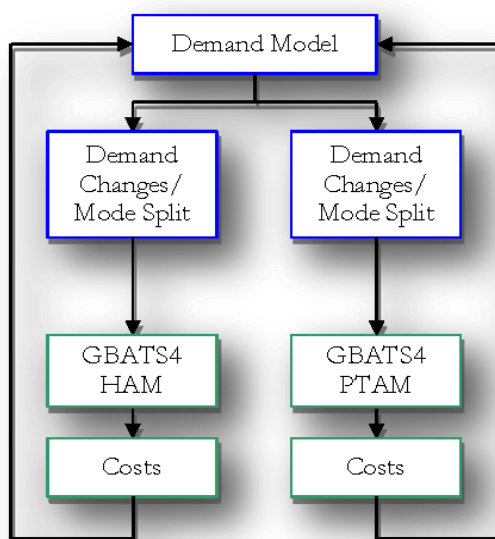 Demand Model
Demand
Changes/
Mode Split
Demand
Changes/
Mode Split
GBATS4
HAM
GBATS4
PTAM
Costs
Costs